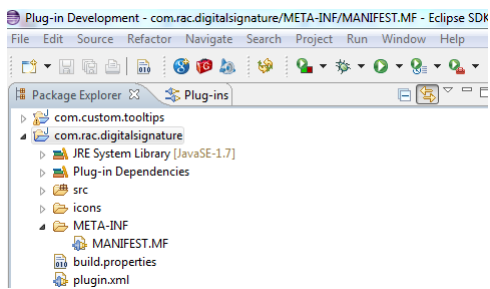 Plug-in Development - com.rac.digitalsignature/META-INF/MANIFEST.MF - Eclipse SDK
File Edit Source Refactor Navigate Search Project Run Window Help
Package Explorer Plug-ins
com.custom.tooltips
com.rac.digitalsignature
JRE System Library [JavaSE-1.7]
Plug-in Dependencies
src
icons
META-INF
MANIFEST.MF
build.properties
plugin.xml